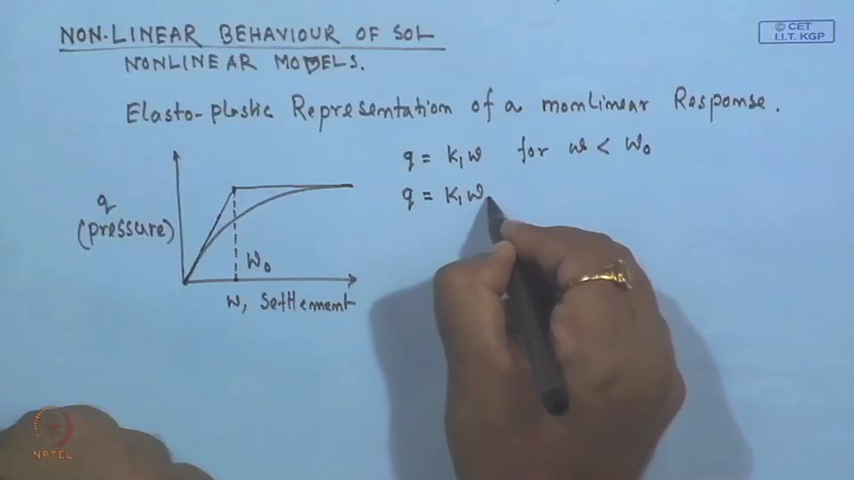 NON-LINEAR BEHAVIOUR OF SOL
© CET
I.I.T. KGP
NONLINEAR MODELS.
Elasto-plastic Representation of a nonlinear Response.
q = K₁w for w < w₀
q = K₁w
q
(pressure)
w₀
w, Settlement
NPTEL